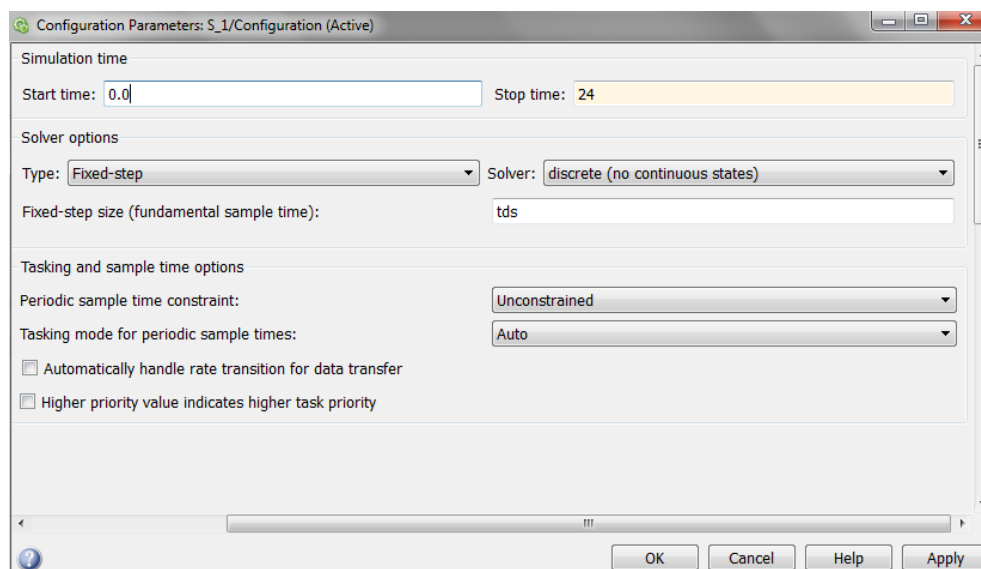 Configuration Parameters: S_1/Configuration (Active)
Simulation time
Start time: 0.0 Stop time: 24
Solver options
Type: Fixed-step Solver: discrete (no continuous states)
Fixed-step size (fundamental sample time): tds
Tasking and sample time options
Periodic sample time constraint: Unconstrained
Tasking mode for periodic sample times: Auto
Automatically handle rate transition for data transfer
Higher priority value indicates higher task priority
OK Cancel Help Apply